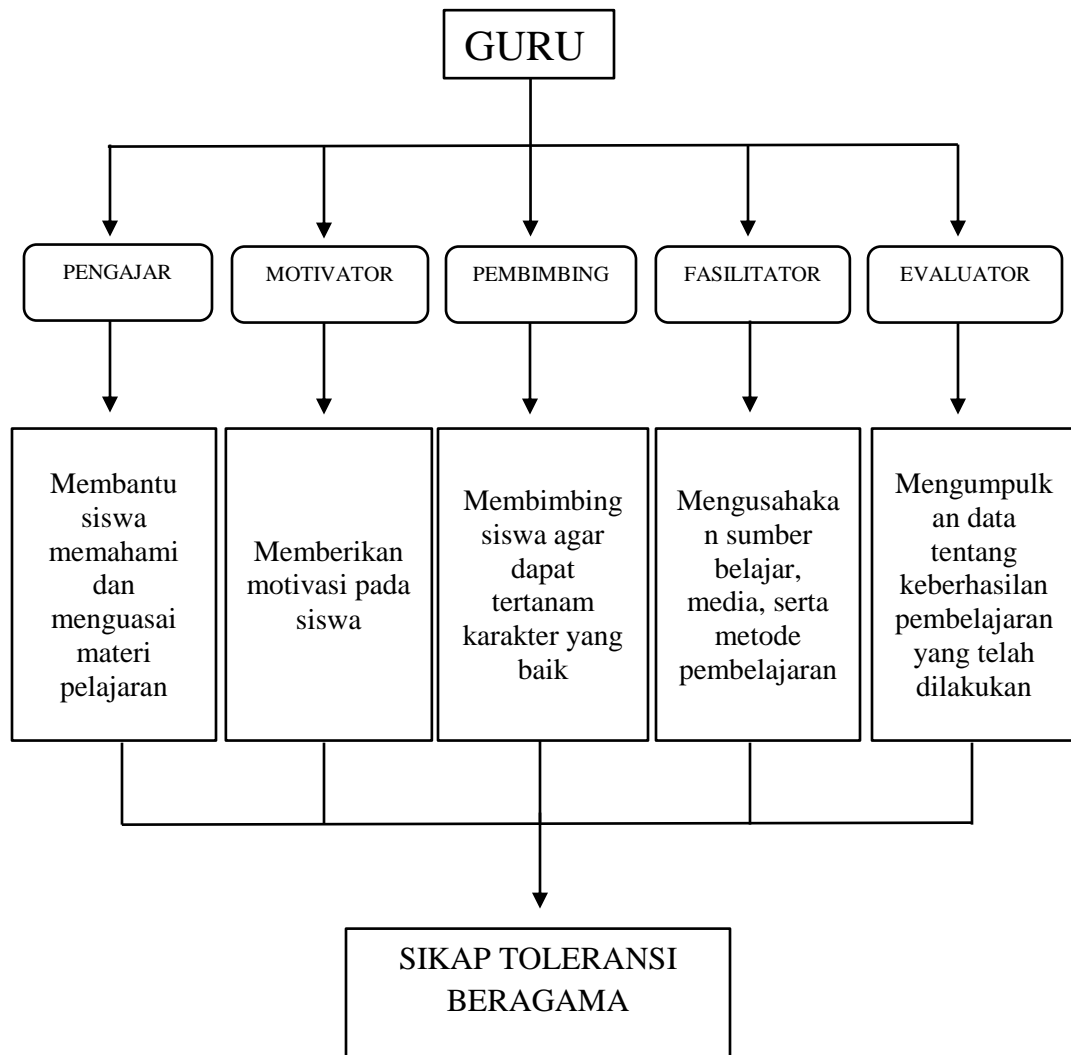 GURU
PENGAJAR
MOTIVATOR
PEMBIMBING
FASILITATOR
EVALUATOR
Membantu
siswa
memahami
dan
menguasai
materi
pelajaran
Memberikan
motivasi pada
siswa
Membimbing
siswa agar
dapat
tertanam
karakter yang
baik
Mengusahaka
n sumber
belajar,
media, serta
metode
pembelajaran
Mengumpulk
an data
tentang
keberhasilan
pembelajaran
yang telah
dilakukan
SIKAP TOLERANSI
BERAGAMA